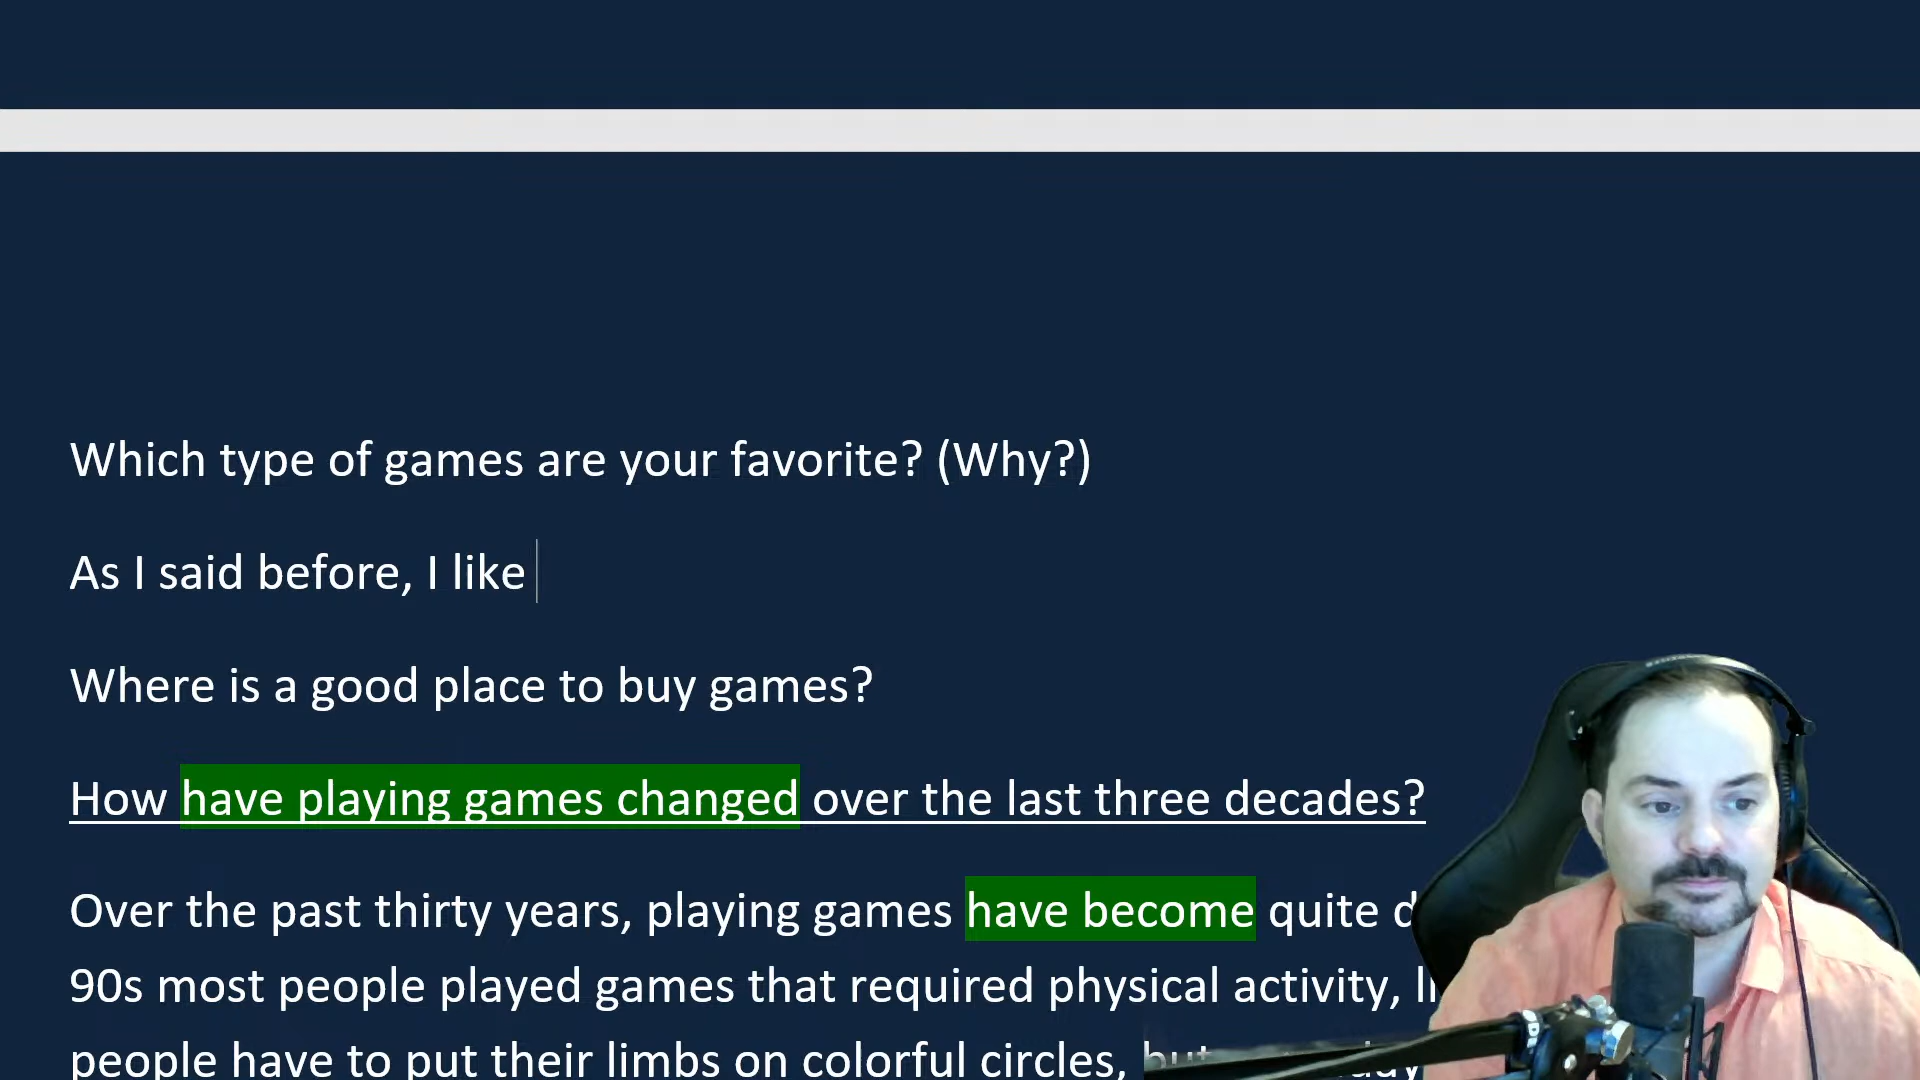 Which type of games are your favorite? (Why?)
As I said before, I like
Where is a good place to buy games?
How have playing games changed over the last three decades?
Over the past thirty years, playing games have become quite
90s most people played games that required physical activity,
people have to put their limbs on colorful circles, but